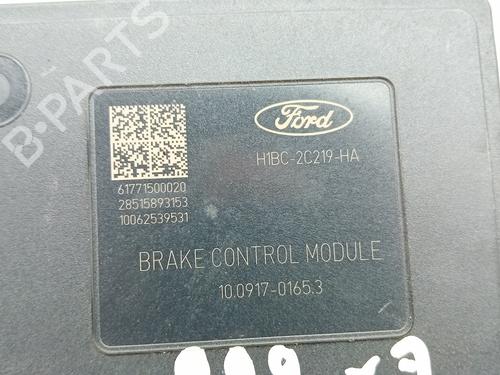 B-PARTS
Ford
H1BC-2C219-HA
61771500020
28515893153
10062539531
BRAKE CONTROL MODULE
10.0917-0165.3